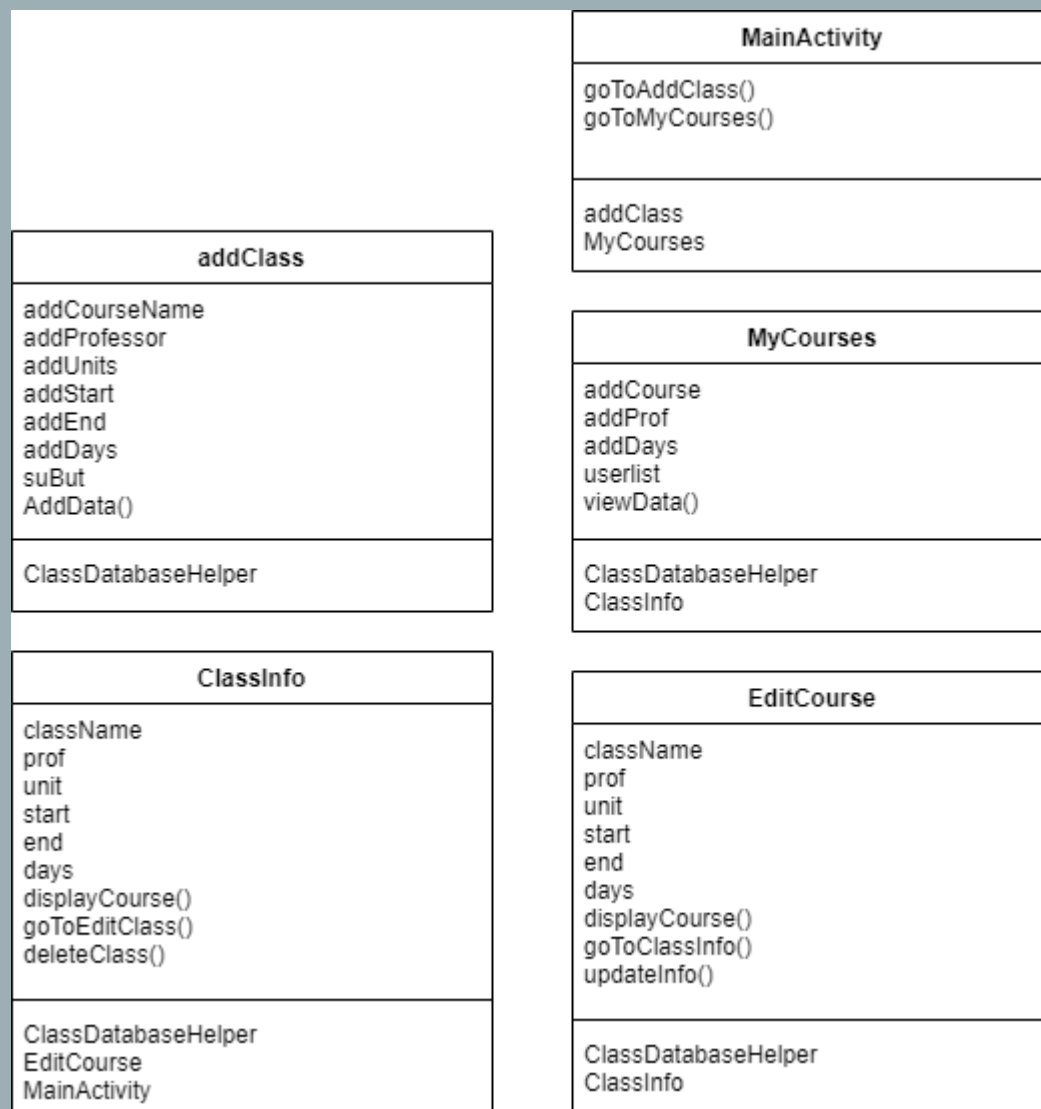 MainActivity
goToAddClass()
goToMyCourses()
addClass
MyCourses
addClass
addCourseName
addProfessor
addUnits
addStart
addEnd
addDays
suBut
AddData()
ClassDatabaseHelper
MyCourses
addCourse
addProf
addDays
userlist
viewData()
ClassDatabaseHelper
ClassInfo
ClassInfo
className
prof
unit
start
end
days
displayCourse()
goToEditClass()
deleteClass()
ClassDatabaseHelper
EditCourse
MainActivity
EditCourse
className
prof
unit
start
end
days
displayCourse()
goToClassInfo()
updateInfo()
ClassDatabaseHelper
ClassInfo